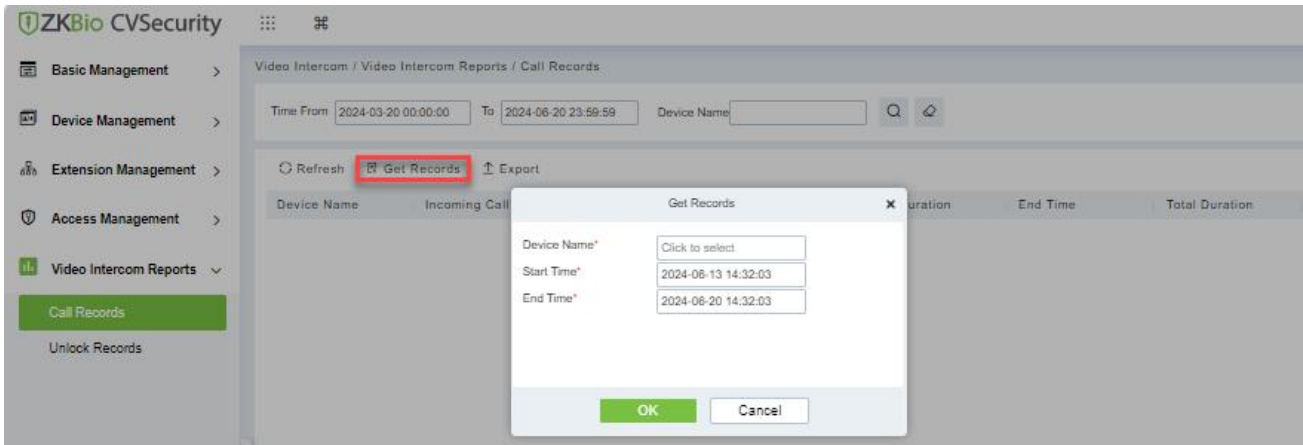 ZKBio CVSecurity
Basic Management
Device Management
Extension Management
Access Management
Video Intercom Reports
Call Records
Unlock Records
Video Intercom / Video Intercom Reports / Call Records
Time From 2024-03-20 00:00:00 To 2024-06-20 23:59:59 Device Name
Refresh Get Records Export
Device Name Incoming Call uration End Time Total Duration
Get Records
Device Name* Click to select
Start Time* 2024-06-13 14:32:03
End Time* 2024-06-20 14:32:03
OK Cancel